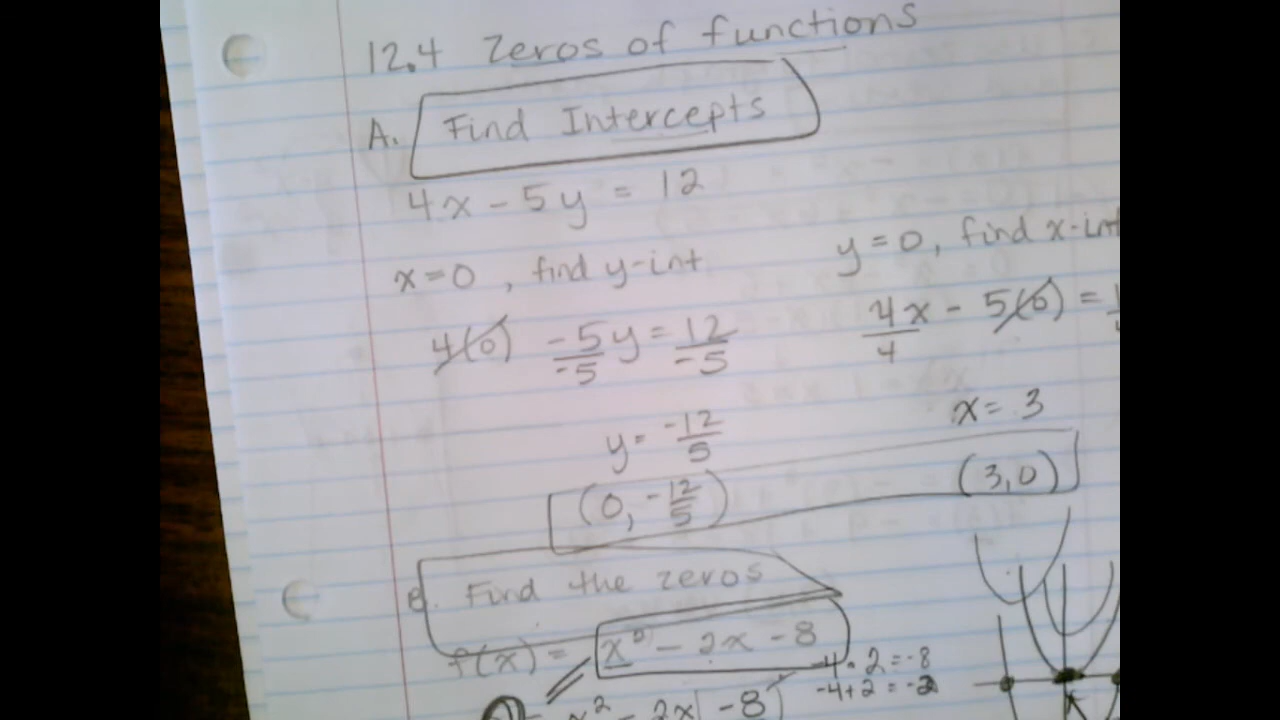 12.4 Zeros of functions
A. Find Intercepts
4x - 5y = 12
x=0, find y-int
4(0) -5y = 12
-5 -5
y = -12/5
(0, -12/5)
y=0, find x-int
4x - 5(0) =
4
x = 3
(3,0)
B. Find the zeros
f(x) = x² - 2x - 8
-4 · 2 = -8
-4+2 = -2
x² - 2x - 8